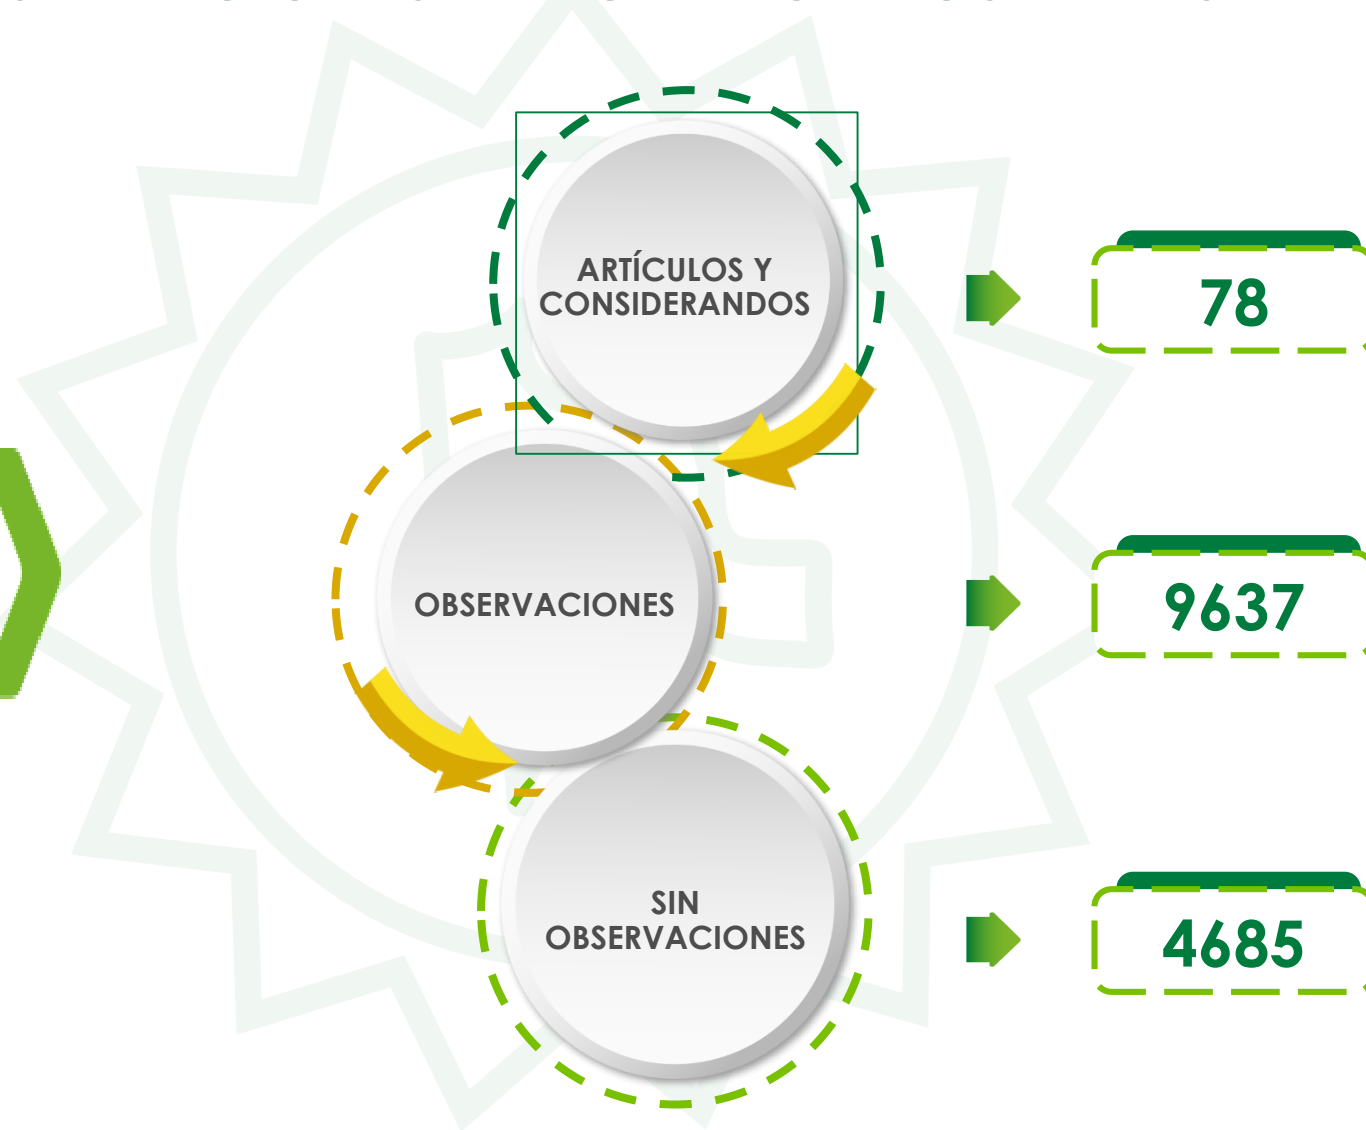 ARTÍCULOS Y
CONSIDERANDOS
78
OBSERVACIONES
9637
SIN
OBSERVACIONES
4685